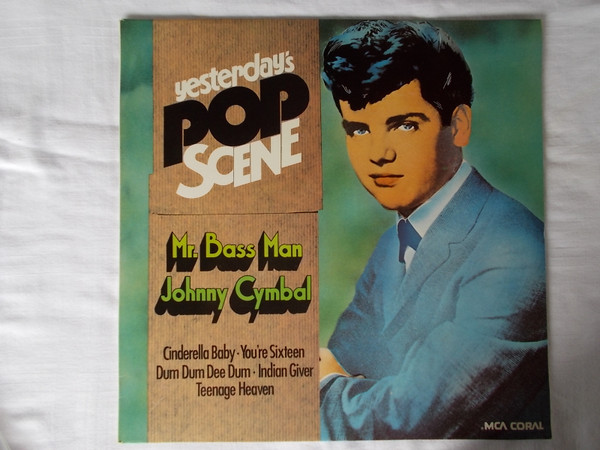 yesterday's
POP
SCENE
Mr. Bass Man
Johnny Cymbal
Cinderella Baby · You're Sixteen
Dum Dum Dee Dum · Indian Giver
Teenage Heaven
.MCA CORAL